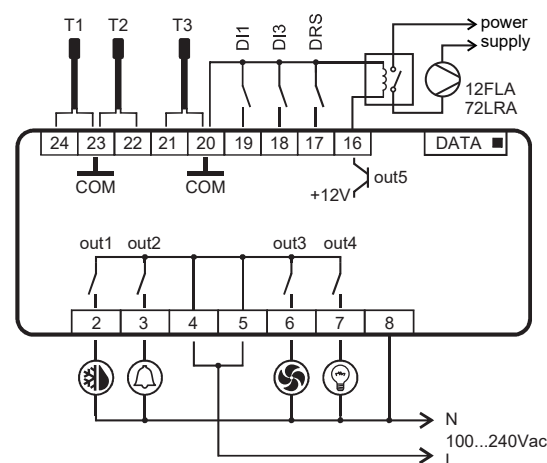 T1 T2 T3 DI1 DI3 DRS
power
supply
12FLA
72LRA
24 23 22 21 20 19 18 17 16 DATA
COM COM
out5
+12V
out1 out2 out3 out4
2 3 4 5 6 7 8
N
100...240Vac
L